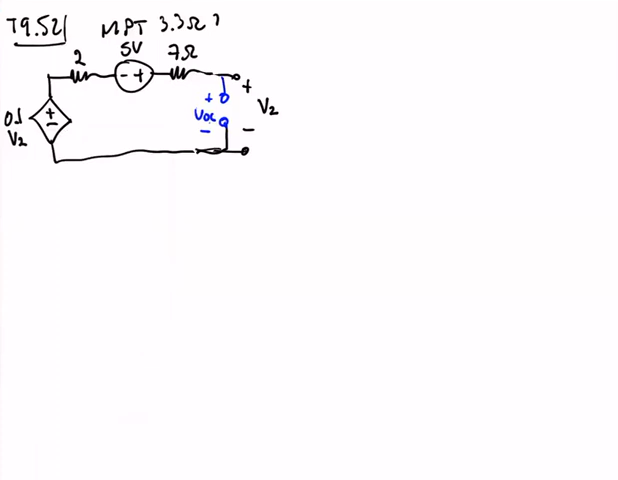 T9.52 MPT 3.3Ω?
2 5V 7Ω
- +
+ +
0.1 + Voc V2
V2 - - -